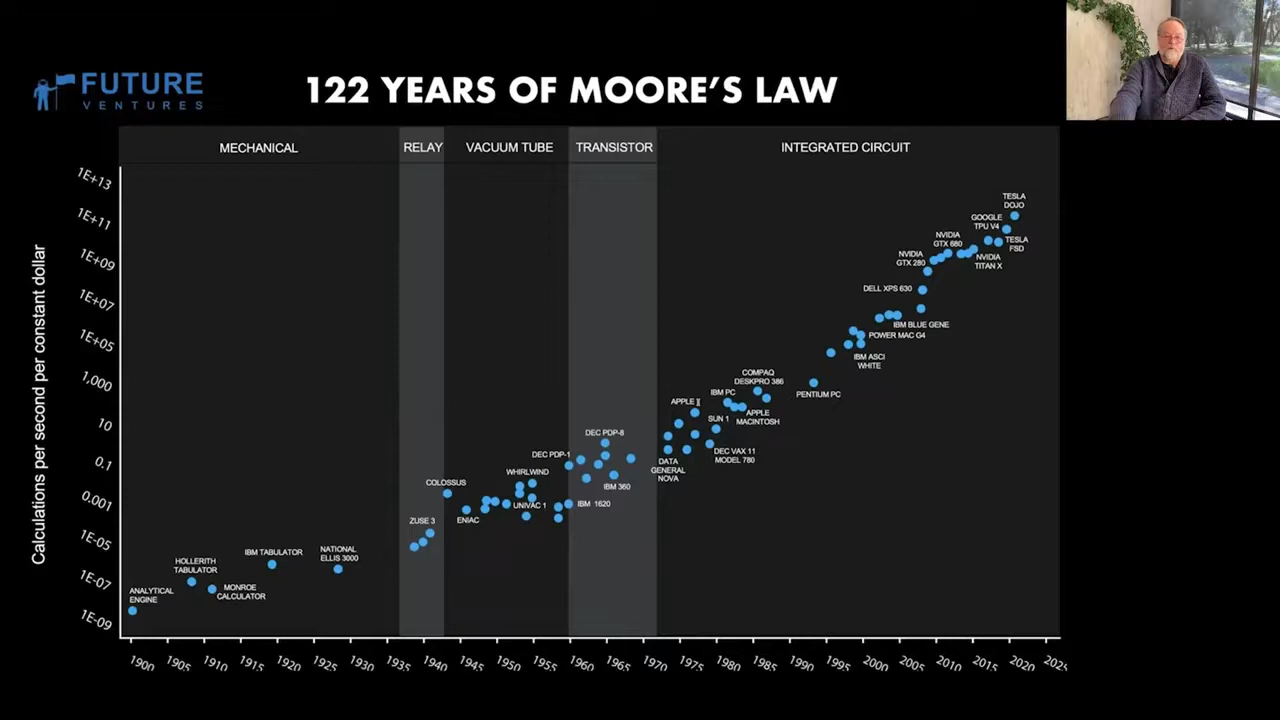 FUTURE
VENTURES
122 YEARS OF MOORE'S LAW
MECHANICAL
RELAY
VACUUM TUBE
TRANSISTOR
INTEGRATED CIRCUIT
Calculations per second per constant dollar
1E+13
1E+11
1E+09
1E+07
1E+05
1,000
10
0.1
0.001
1E-05
1E-07
1E-09
ANALYTICAL
ENGINE
HOLLERITH
TABULATOR
MONROE
CALCULATOR
IBM TABULATOR
NATIONAL
ELLIS 3000
ZUSE 3
COLOSSUS
ENIAC
WHIRLWIND
UNIVAC 1
DEC PDP-1
IBM 1620
DEC PDP-8
IBM 360
DATA
GENERAL
NOVA
APPLE II
SUN 1
DEC VAX 11
MODEL 780
IBM PC
COMPAQ
DESKPRO 386
APPLE
MACINTOSH
PENTIUM PC
IBM ASCI
WHITE
POWER MAC G4
IBM BLUE GENE
DELL XPS 630
NVIDIA
GTX 280
NVIDIA
GTX 680
NVIDIA
TITAN X
GOOGLE
TPU V4
TESLA
FSD
TESLA
DOJO
1900
1905
1910
1915
1920
1925
1930
1935
1940
1945
1950
1955
1960
1965
1970
1975
1980
1985
1990
1995
2000
2005
2010
2015
2020
2025